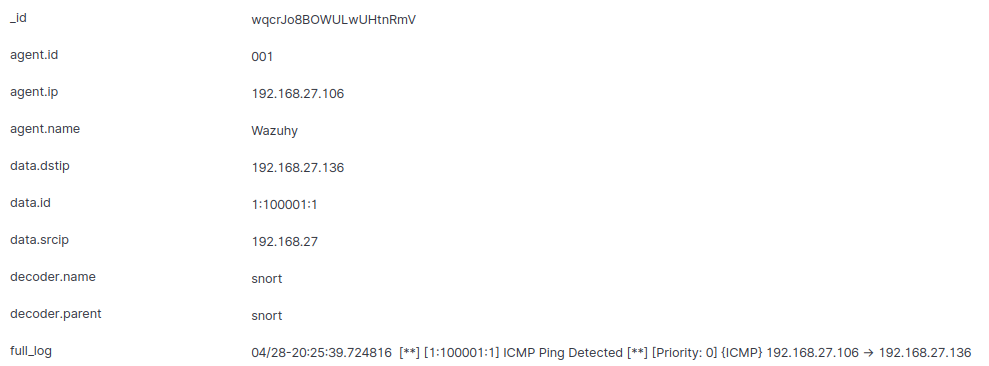 _id wqcrJo8BOWULwUHtnRmV
agent.id 001
agent.ip 192.168.27.106
agent.name Wazuhy
data.dstip 192.168.27.136
data.id 1:100001:1
data.srcip 192.168.27
decoder.name snort
decoder.parent snort
full_log 04/28-20:25:39.724816 [**] [1:100001:1] ICMP Ping Detected [**] [Priority: 0] {ICMP} 192.168.27.106 → 192.168.27.136